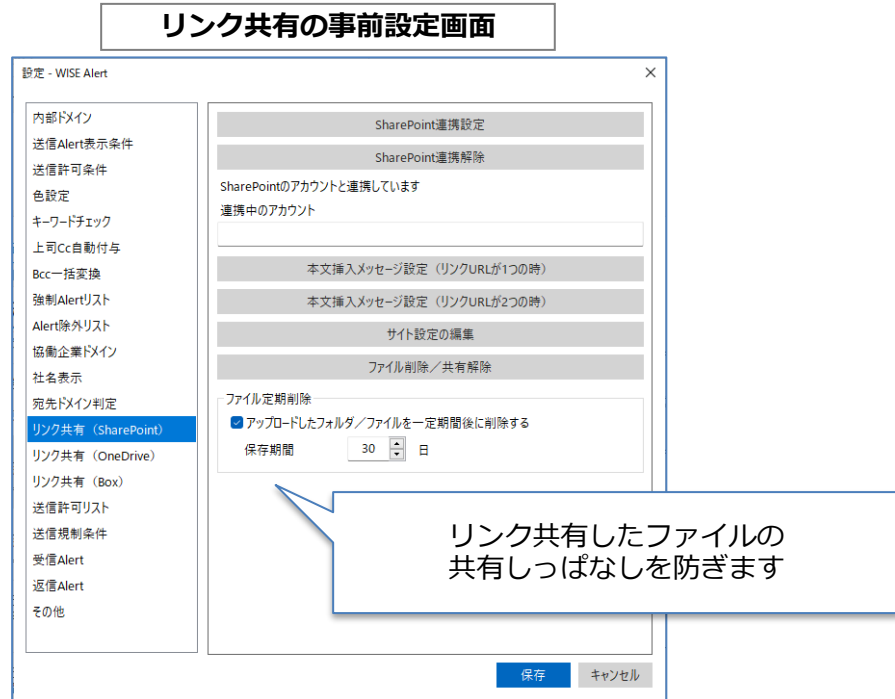 リンク共有の事前設定画面
設定 - WISE Alert
内部ドメイン
送信Alert表示条件
送信許可条件
色設定
キーワードチェック
上司Cc自動付与
Bcc一括変換
強制Alertリスト
Alert除外リスト
協働企業ドメイン
社名表示
宛先ドメイン判定
リンク共有（SharePoint）
リンク共有（OneDrive）
リンク共有（Box）
送信許可リスト
送信規制条件
受信Alert
返信Alert
その他
SharePoint連携設定
SharePoint連携解除
SharePointのアカウントと連携しています
連携中のアカウント
本文挿入メッセージ設定（リンクURLが1つの時）
本文挿入メッセージ設定（リンクURLが2つの時）
サイト設定の編集
ファイル削除／共有解除
ファイル定期削除
アップロードしたフォルダ/ファイルを一定期間後に削除する
保存期間 30 日
リンク共有したファイルの
共有しっぱなしを防ぎます
保存 キャンセル